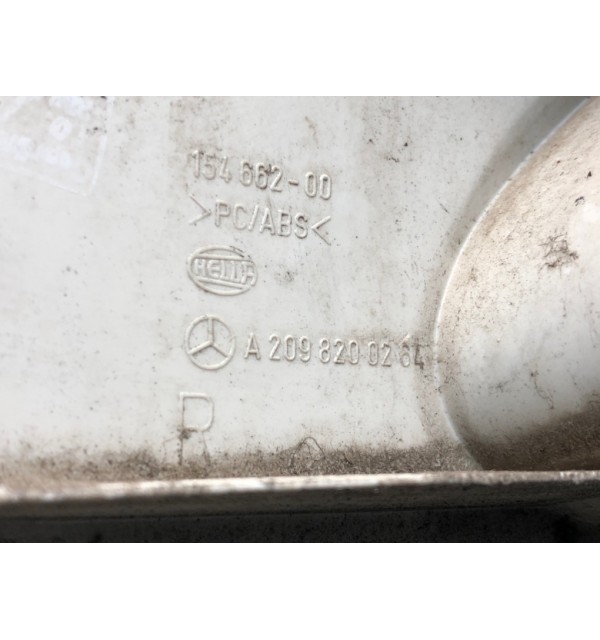 154 662-00
>PC/ABS<
HELLA
A 209 820 02 64
R